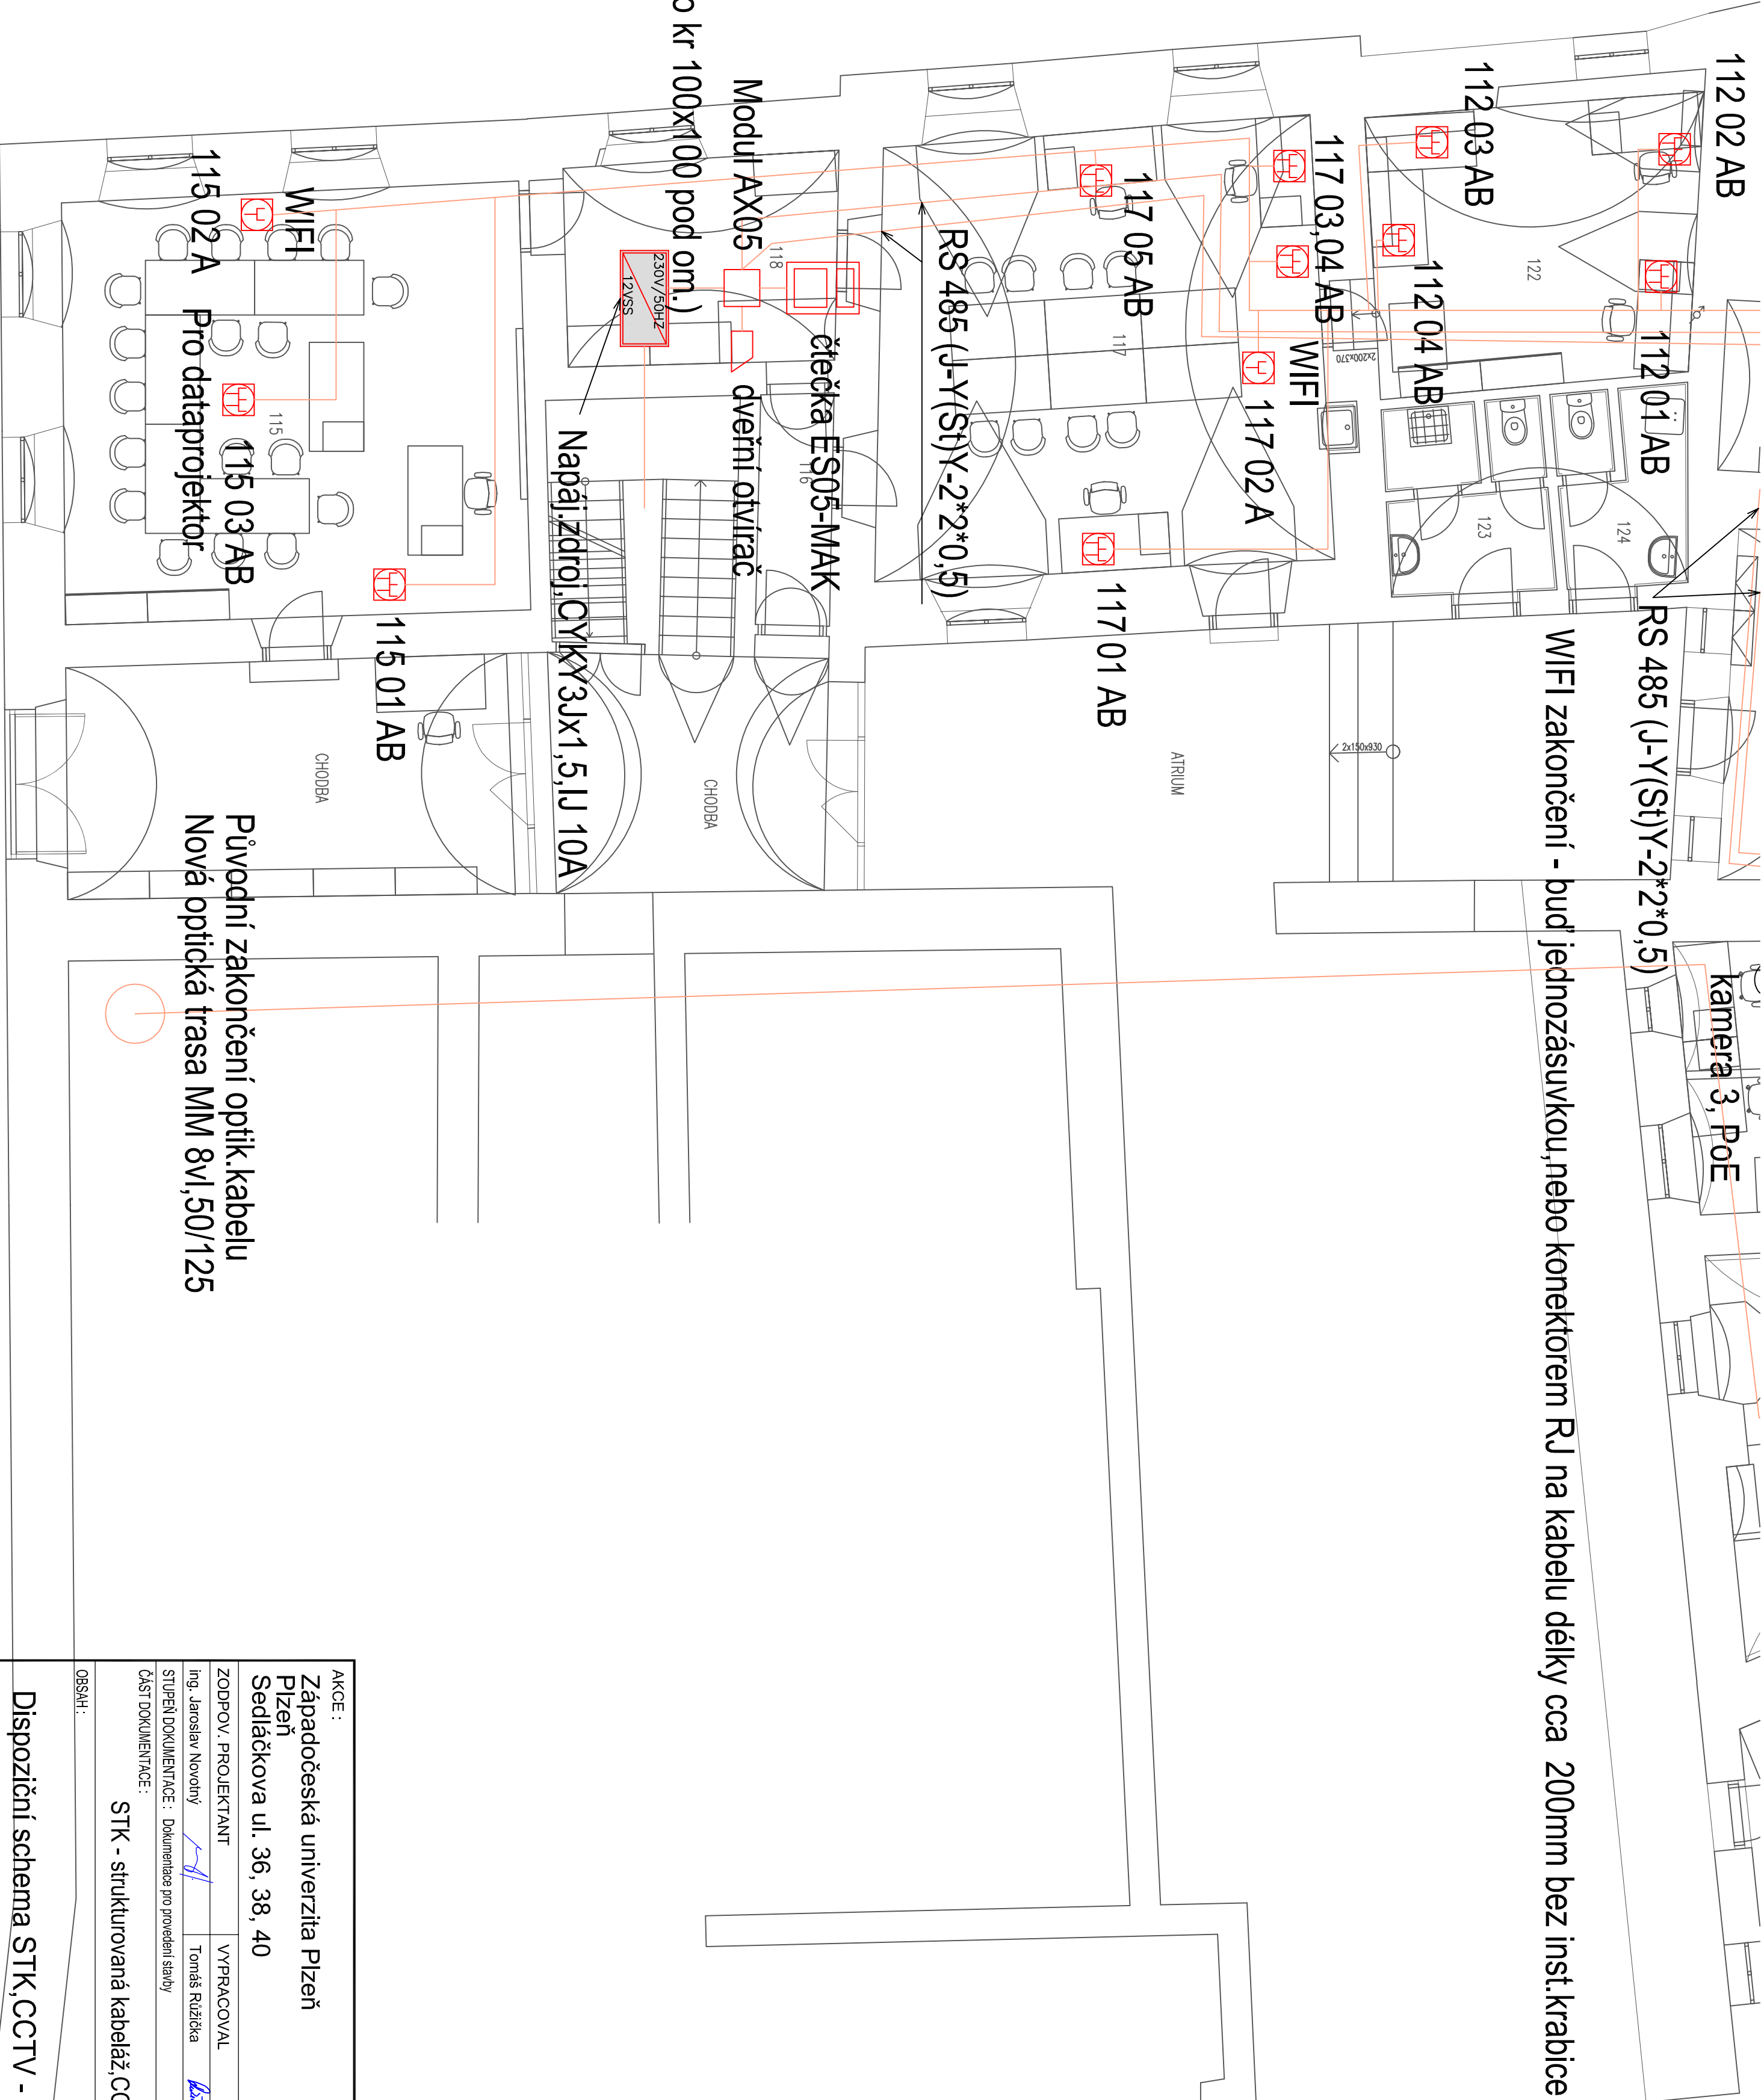 112 02 AB
112 03 AB
122
112 01 AB
112 04 AB
117 03,04 AB
WIFI
2x200x370
117 02 A
117 05 AB
117
117 01 AB
123
124
RS 485 (J-Y(St)Y-2*2*0,5)
RS 485 (J-Y(St)Y-2*2*0,5)
kamera 3, PoE
WIFI zakončení - buď jednozásuvkou,nebo konektorem RJ na kabelu délky cca 200mm bez inst.krabice
2x150x930
ATRIUM
kr 100x100 pod om.)
Modul AX05
118
čtečka ES05-MAK
116
dveřní otvírač
230V/50HZ
12VSS
Napáj.zdroj,CYKY3Jx1,5,IJ 10A
CHODBA
WIFI
115 02 A
Pro dataprojektor
115
115 03 AB
115 01 AB
CHODBA
Původní zakončení optik.kabelu
Nová optická trasa MM 8vl,50/125
AKCE :
Západočeská univerzita Plzeň
Plzeň
Sedláčkova ul. 36, 38, 40
ZODPOV. PROJEKTANT
VYPRACOVAL
ing. Jaroslav Novotný
Tomáš Růžička
STUPEŇ DOKUMENTACE : Dokumentace pro provedení stavby
ČÁST DOKUMENTACE :
STK - strukturovaná kabeláž,CC
OBSAH :
Dispoziční schema STK,CCTV -